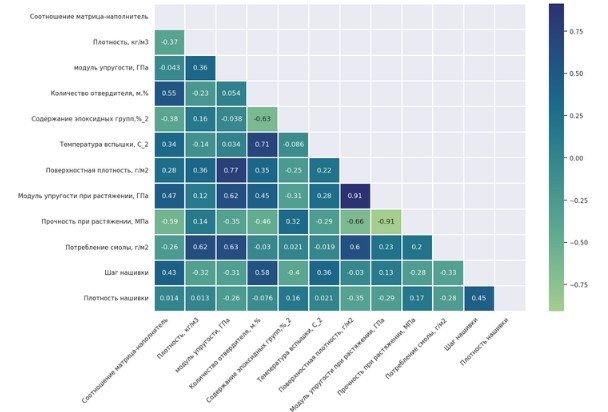 Соотношение матрица-наполнитель
Плотность, кг/м3 -0.37
модуль упругости, ГПа -0.043 0.36
Количество отвердителя, м.% 0.55 -0.23 0.054
Содержание эпоксидных групп,%_2 -0.38 0.16 -0.038 -0.63
Температура вспышки, С_2 0.34 -0.14 0.034 0.71 -0.086
Поверхностная плотность, г/м2 0.28 0.36 0.77 0.35 -0.25 0.22
Модуль упругости при растяжении, ГПа 0.47 0.12 0.62 0.45 -0.31 0.28 0.91
Прочность при растяжении, МПа -0.59 0.14 -0.35 -0.46 0.32 -0.29 -0.66 -0.91
Потребление смолы, г/м2 -0.26 0.62 0.63 -0.03 0.021 -0.019 0.6 0.23 0.2
Шаг нашивки 0.43 -0.32 -0.31 0.58 -0.4 0.36 -0.03 0.13 -0.28 -0.33
Плотность нашивки 0.014 0.013 -0.26 -0.076 0.16 0.021 -0.35 -0.29 0.17 -0.28 0.45
Соотношение матрица-наполнитель
Плотность, кг/м3
модуль упругости, ГПа
Количество отвердителя, м.%
Содержание эпоксидных групп,%_2
Температура вспышки, С_2
Поверхностная плотность, г/м2
Модуль упругости при растяжении, ГПа
Прочность при растяжении, МПа
Потребление смолы, г/м2
Шаг нашивки
Плотность нашивки
0.75
0.50
0.25
0.00
−0.25
−0.50
−0.75